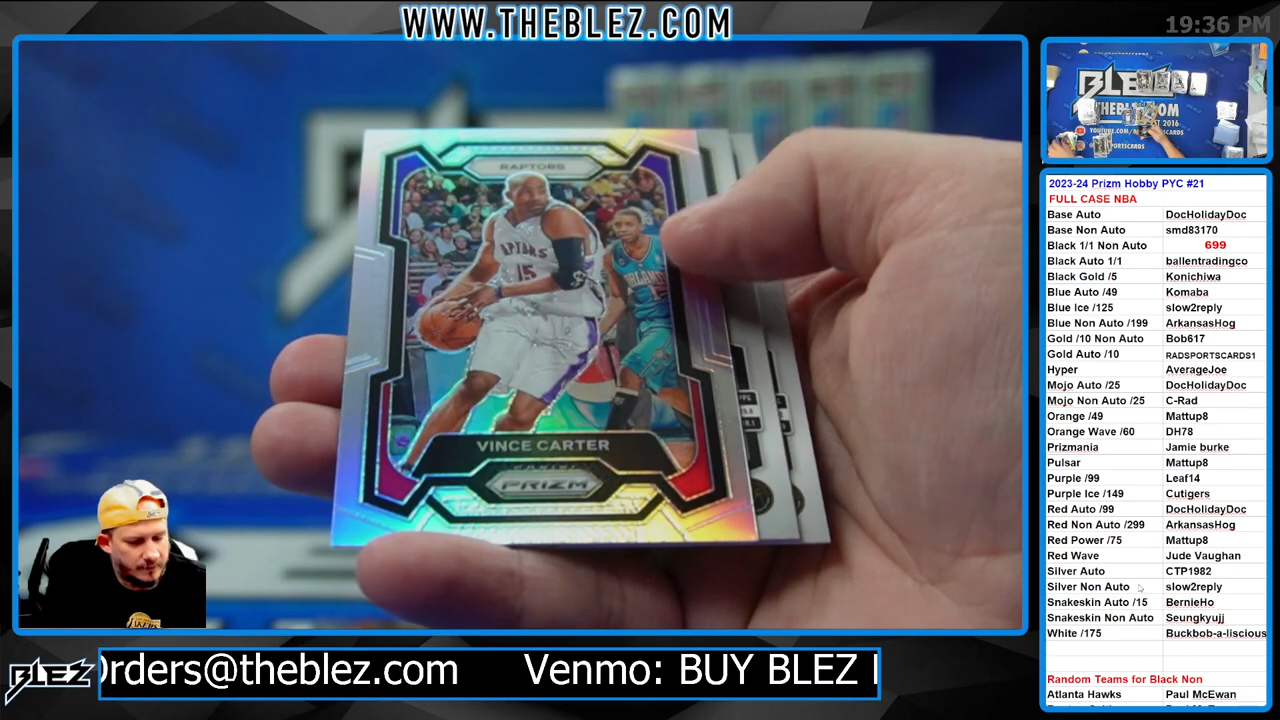 WWW.THEBLEZ.COM
19:36 PM
RAPTORS
RAPTORS
15
VINCE CARTER
PANINI
PRIZM
BLEZ
THEBLEZ.COM
2023-24 Prizm Hobby PYC #21
FULL CASE NBA
Base Auto DocHolidayDoc
Base Non Auto smd83170
Black 1/1 Non Auto 699
Black Auto 1/1 ballentradingco
Black Gold /5 Konichiwa
Blue Auto /49 Komaba
Blue ice /125 slow2reply
Blue Non Auto /199 ArkansasHog
Gold /10 Non Auto Bob617
Gold Auto /10 RADSPORTSCARDS1
Hyper AverageJoe
Mojo Auto /25 DocHolidayDoc
Mojo Non Auto /25 C-Rad
Orange /49 Mattup8
Orange Wave /60 DH78
Prizmania Jamie burke
Pulsar Mattup8
Purple /99 Leaf14
Purple Ice /149 Cutigers
Red Auto /99 DocHolidayDoc
Red Non Auto /299 ArkansasHog
Red Power /75 Mattup8
Red Wave Jude Vaughan
Silver Auto CTP1982
Silver Non Auto slow2reply
Snakeskin Auto /15 BernieHo
Snakeskin Non Auto Seungkyujj
White /175 Buckbob-a-liscious
Random Teams for Black Non
Atlanta Hawks Paul McEwan
BLEZ
Orders@theblez.com Venmo: BUY BLEZ